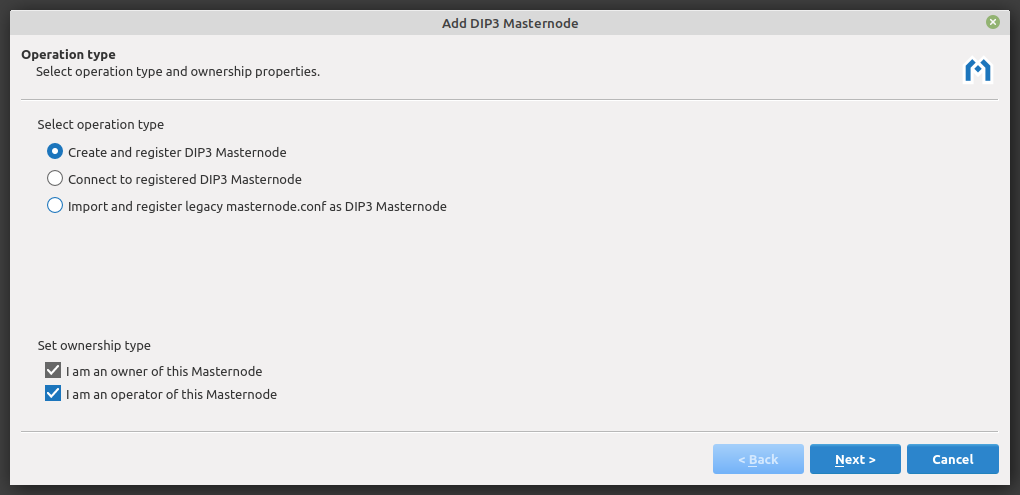 Add DIP3 Masternode
Operation type
Select operation type and ownership properties.
Select operation type
Create and register DIP3 Masternode
Connect to registered DIP3 Masternode
Import and register legacy masternode.conf as DIP3 Masternode
Set ownership type
I am an owner of this Masternode
I am an operator of this Masternode
< Back
Next >
Cancel